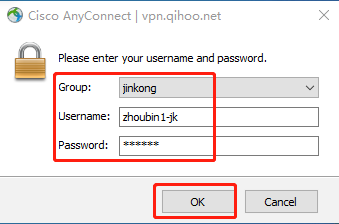 Cisco AnyConnect | vpn.qihoo.net
Please enter your username and password.
Group: jinkong
Username: zhoubin1-jk
Password: ******
OK Cancel